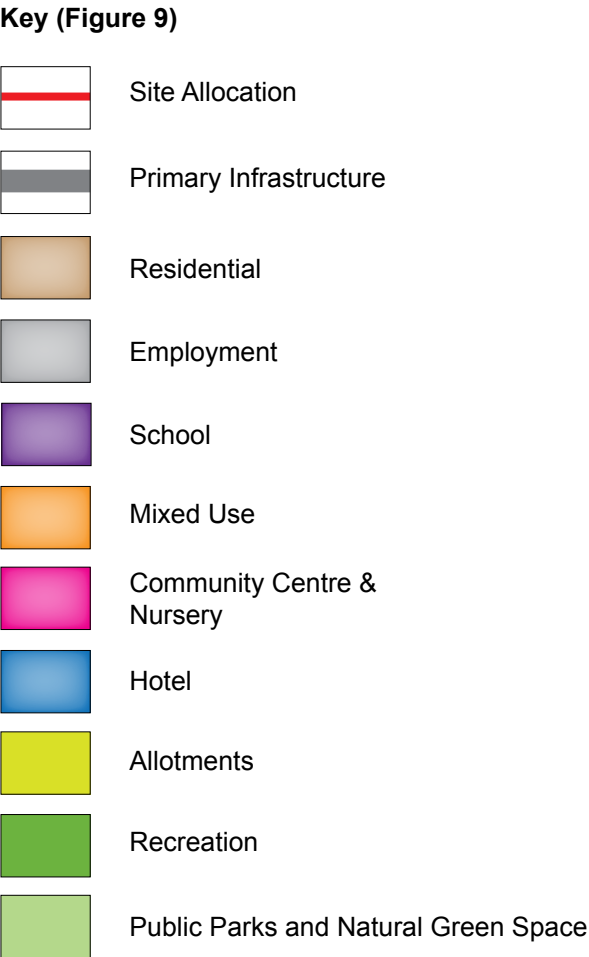 Key (Figure 9)
Site Allocation
Primary Infrastructure
Residential
Employment
School
Mixed Use
Community Centre &
Nursery
Hotel
Allotments
Recreation
Public Parks and Natural Green Space